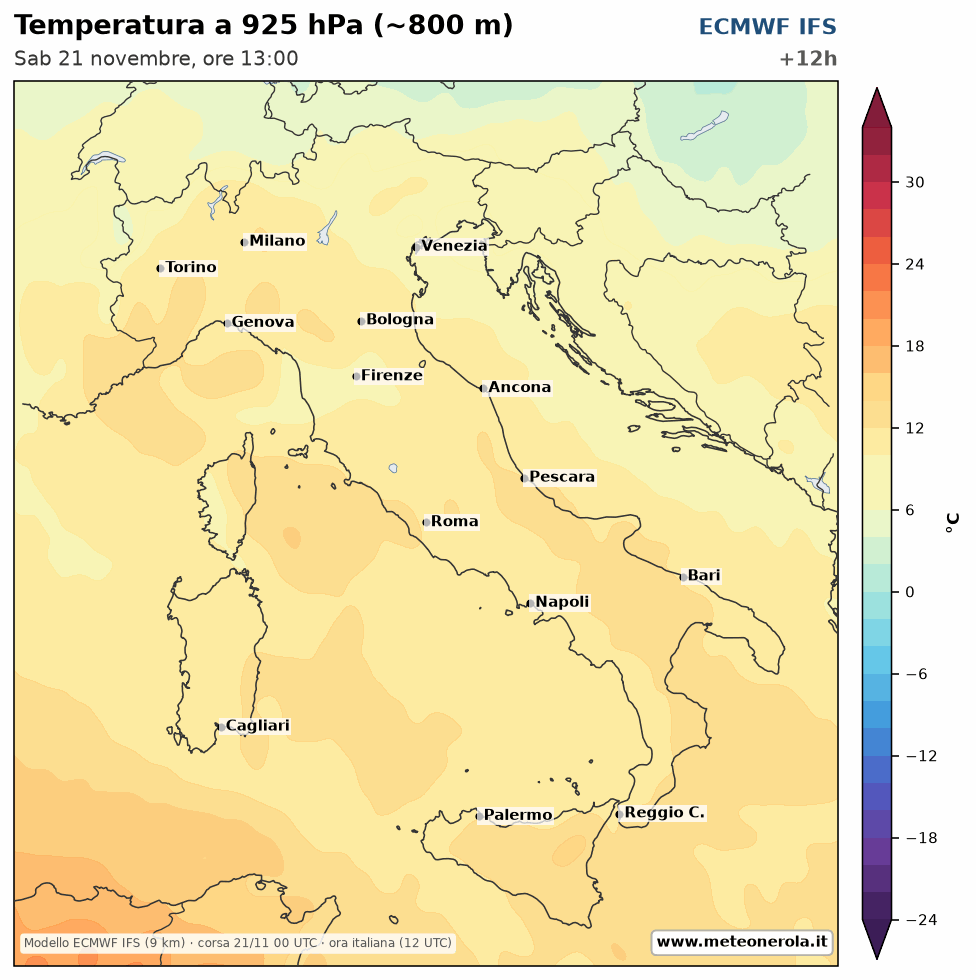 Temperatura a 925 hPa (~800 m)
ECMWF IFS
Sab 21 novembre, ore 13:00
+12h
Milano
Venezia
Torino
Genova
Bologna
Firenze
Ancona
Pescara
Roma
Bari
Napoli
Cagliari
Palermo
Reggio C.
30
24
18
12
6
0
−6
−12
−18
−24
°C
Modello ECMWF IFS (9 km) · corsa 21/11 00 UTC · ora italiana (12 UTC)
www.meteonerola.it